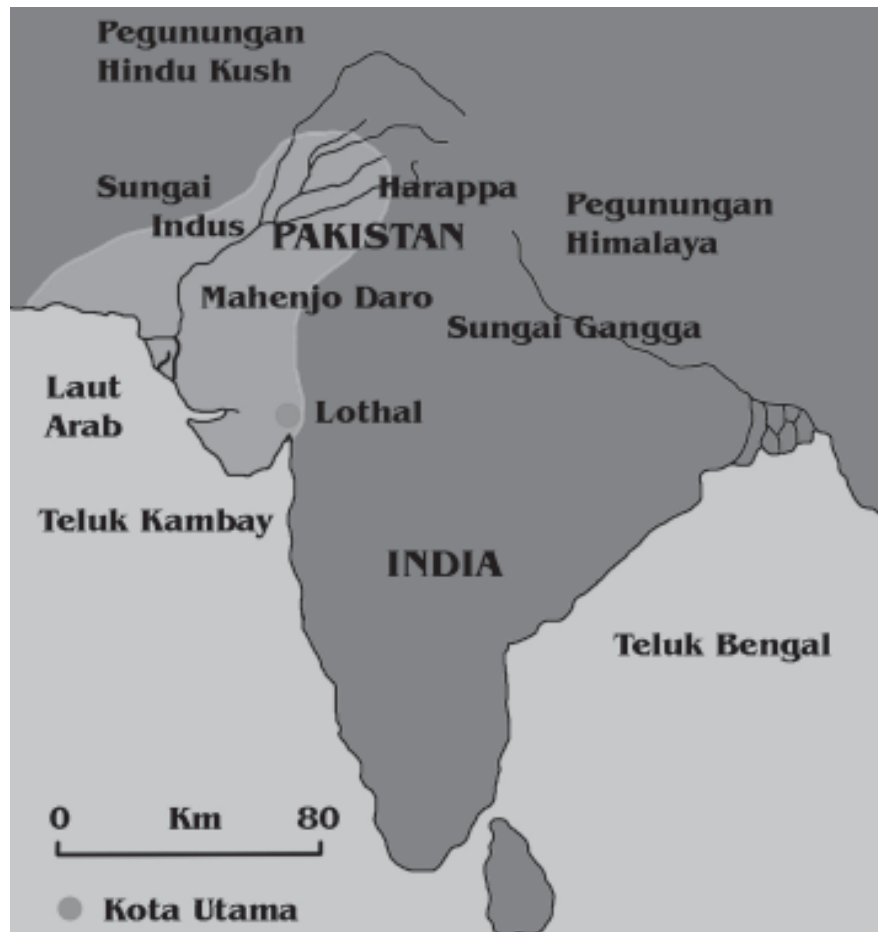 Pegunungan
Hindu Kush
Sungai
Indus
Harappa
PAKISTAN
Pegunungan
Himalaya
Mahenjo Daro
Sungai Gangga
Laut
Arab
Lothal
Teluk Kambay
INDIA
Teluk Bengal
0 Km 80
Kota Utama